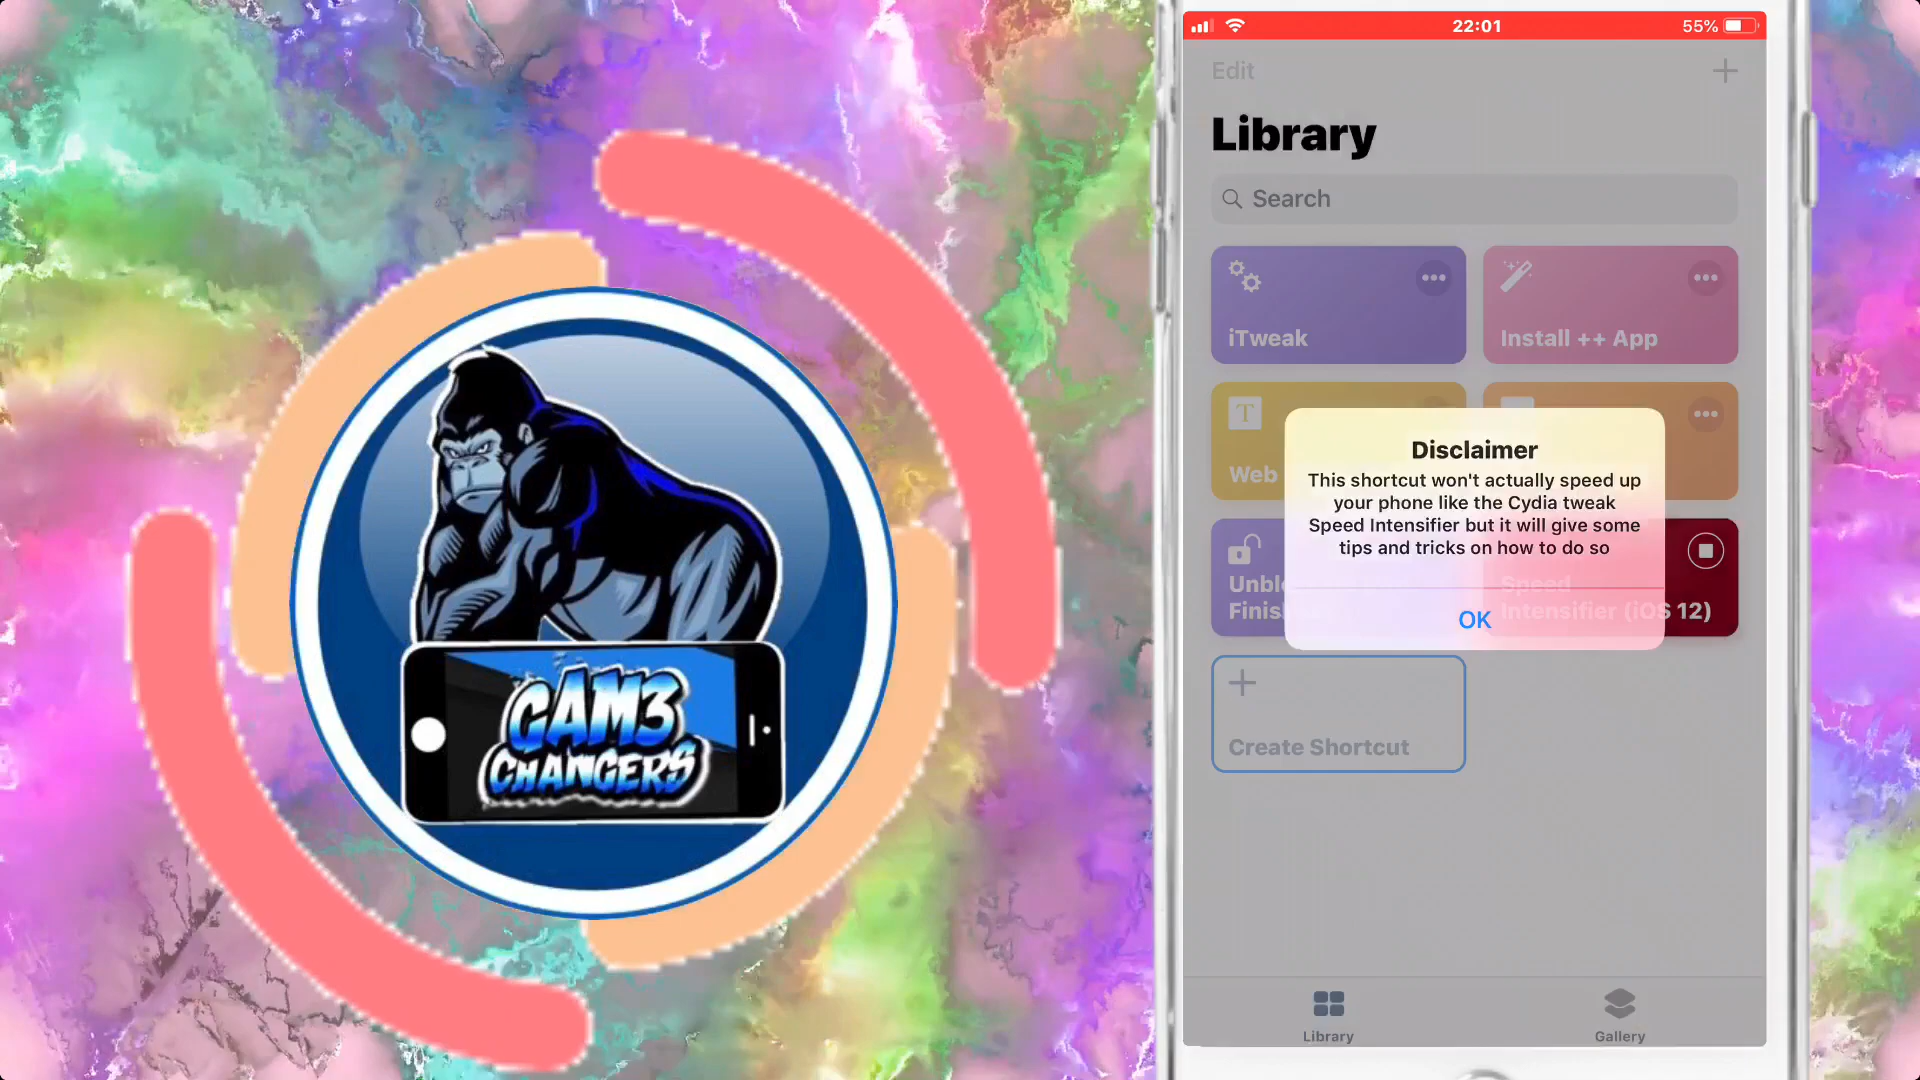 GAM3
CHANGERS
22:01
55%
Edit
Library
Search
iTweak
Install ++ App
T
Web
Disclaimer
This shortcut won't actually speed up
your phone like the Cydia tweak
Speed Intensifier but it will give some
tips and tricks on how to do so
OK
Speed
Intensifier (iOS 12)
Create Shortcut
Library
Gallery